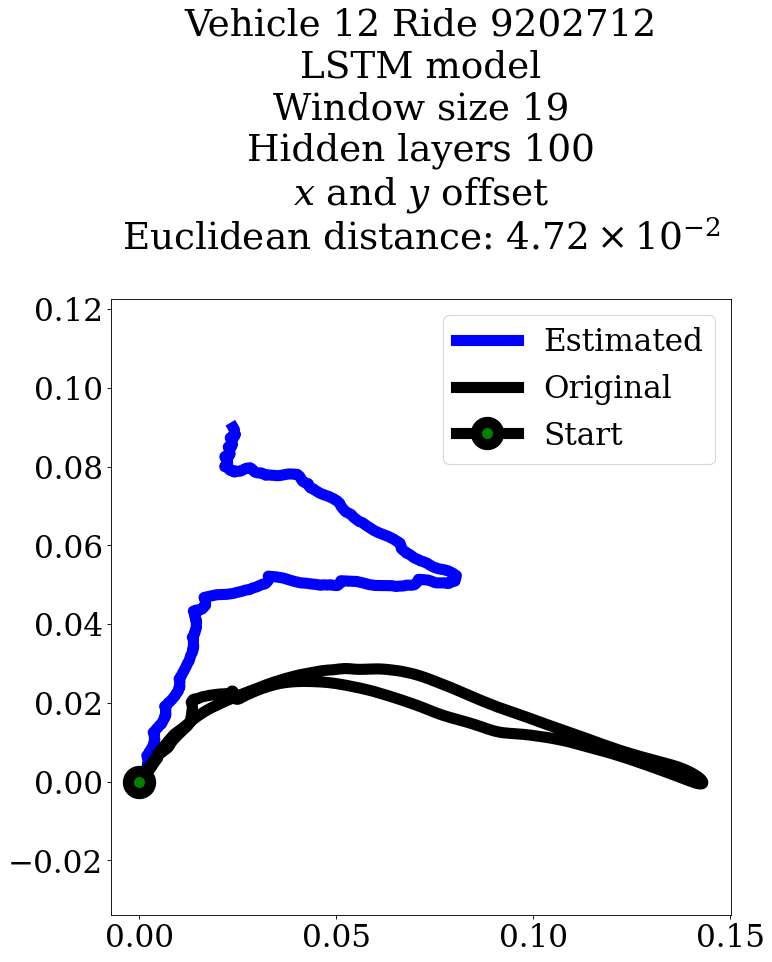 Vehicle 12 Ride 9202712
LSTM model
Window size 19
Hidden layers 100
x and y offset
Euclidean distance: 4.72 × 10⁻²
0.12
0.10
0.08
0.06
0.04
0.02
0.00
−0.02
Estimated
Original
Start
0.00 0.05 0.10 0.15